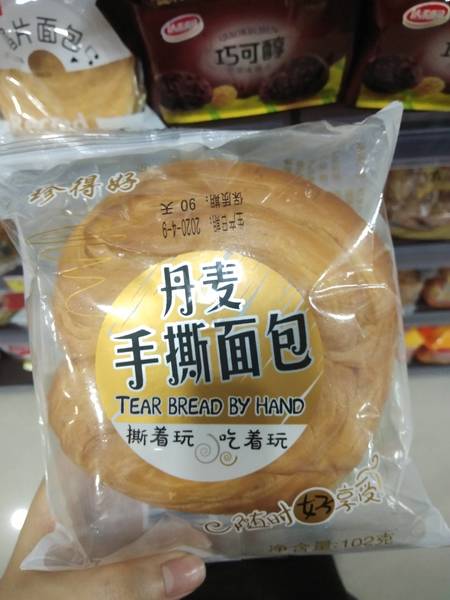 片面包
巧可醇
珍得好
生产日期: 2020-4-9
保质期: 90 天
丹麦
手撕面包
TEAR BREAD BY HAND
撕着玩 吃着玩
随时好享受
净含量:102克